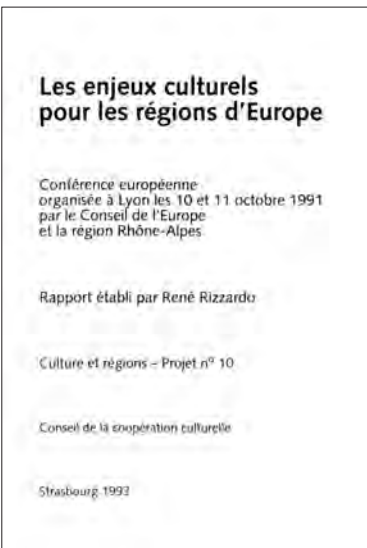 Les enjeux culturels
pour les régions d'Europe
Conférence européenne
organisée à Lyon les 10 et 11 octobre 1991
par le Conseil de l'Europe
et la région Rhône-Alpes
Rapport établi par René Rizzardo
Culture et régions – Projet nº 10
Conseil de la coopération culturelle
Strasbourg 1993